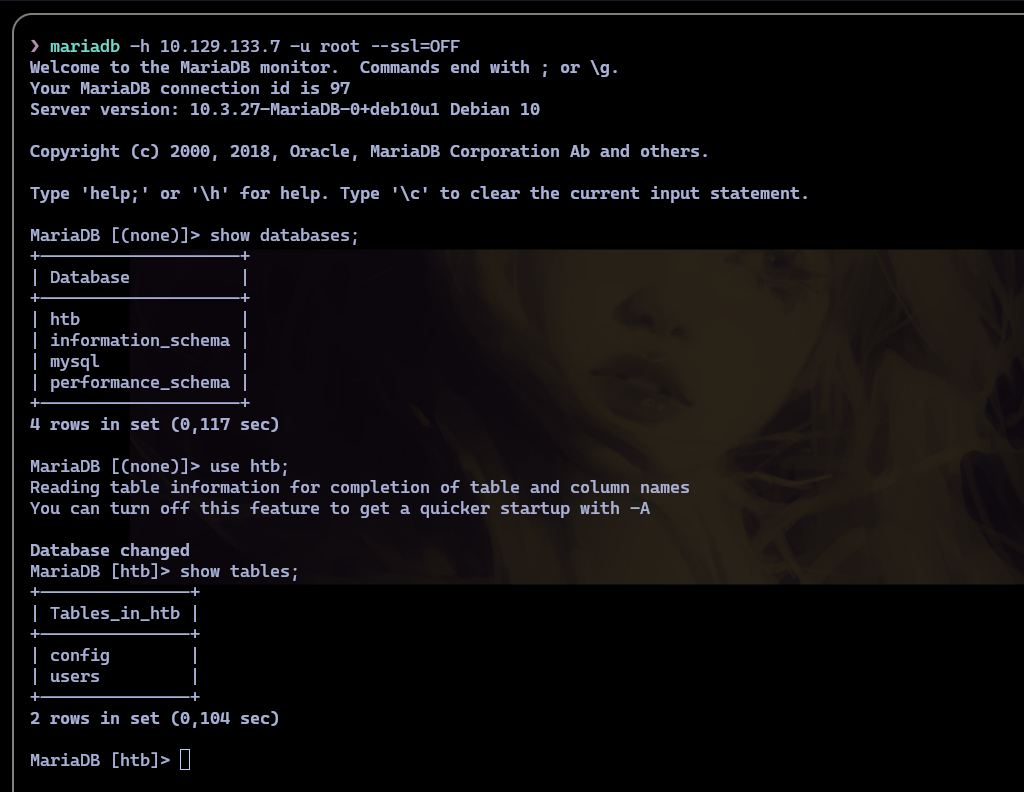 ❯ mariadb -h 10.129.133.7 -u root --ssl=OFF
Welcome to the MariaDB monitor.  Commands end with ; or \g.
Your MariaDB connection id is 97
Server version: 10.3.27-MariaDB-0+deb10u1 Debian 10
Copyright (c) 2000, 2018, Oracle, MariaDB Corporation Ab and others.
Type 'help;' or '\h' for help. Type '\c' to clear the current input statement.
MariaDB [(none)]> show databases;
+--------------------+
| Database           |
+--------------------+
| htb                |
| information_schema |
| mysql              |
| performance_schema |
+--------------------+
4 rows in set (0,117 sec)
MariaDB [(none)]> use htb;
Reading table information for completion of table and column names
You can turn off this feature to get a quicker startup with -A
Database changed
MariaDB [htb]> show tables;
+---------------+
| Tables_in_htb |
+---------------+
| config        |
| users         |
+---------------+
2 rows in set (0,104 sec)
MariaDB [htb]>